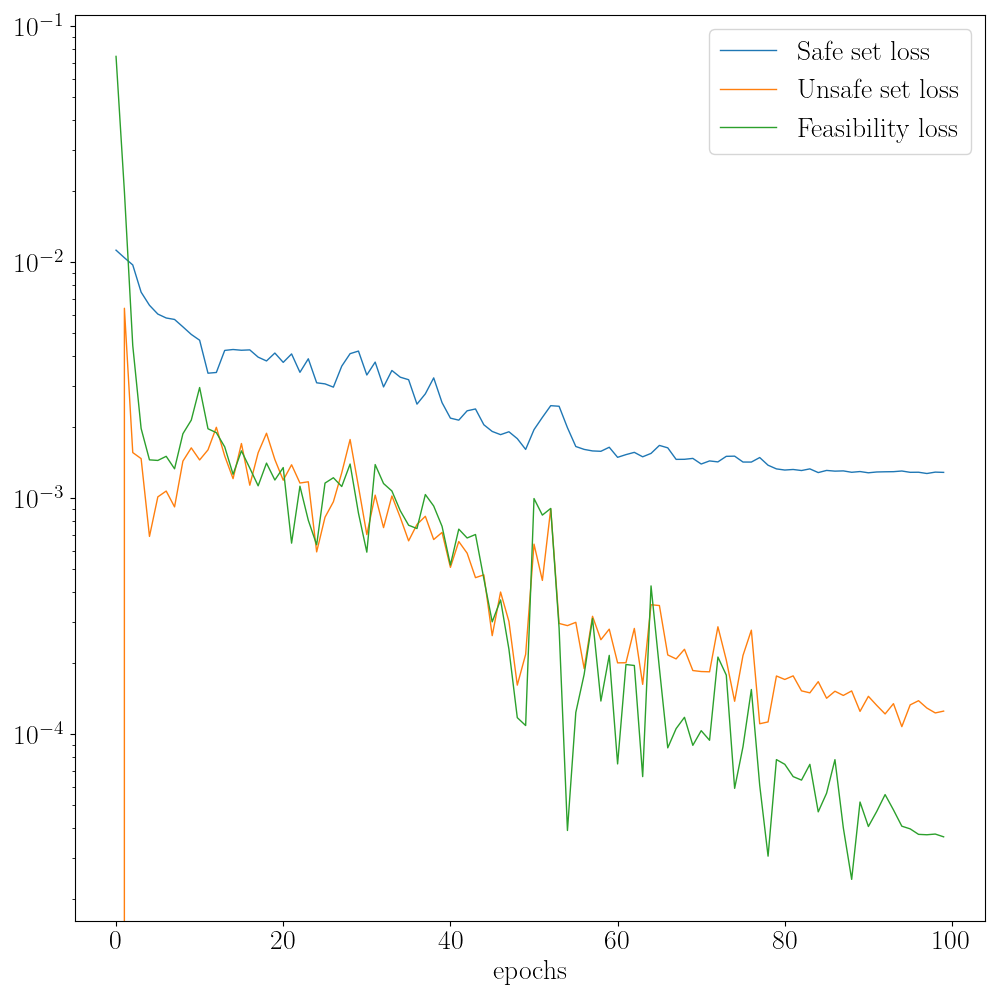 10⁻¹
10⁻²
10⁻³
10⁻⁴
Safe set loss
Unsafe set loss
Feasibility loss
0 20 40 60 80 100
epochs